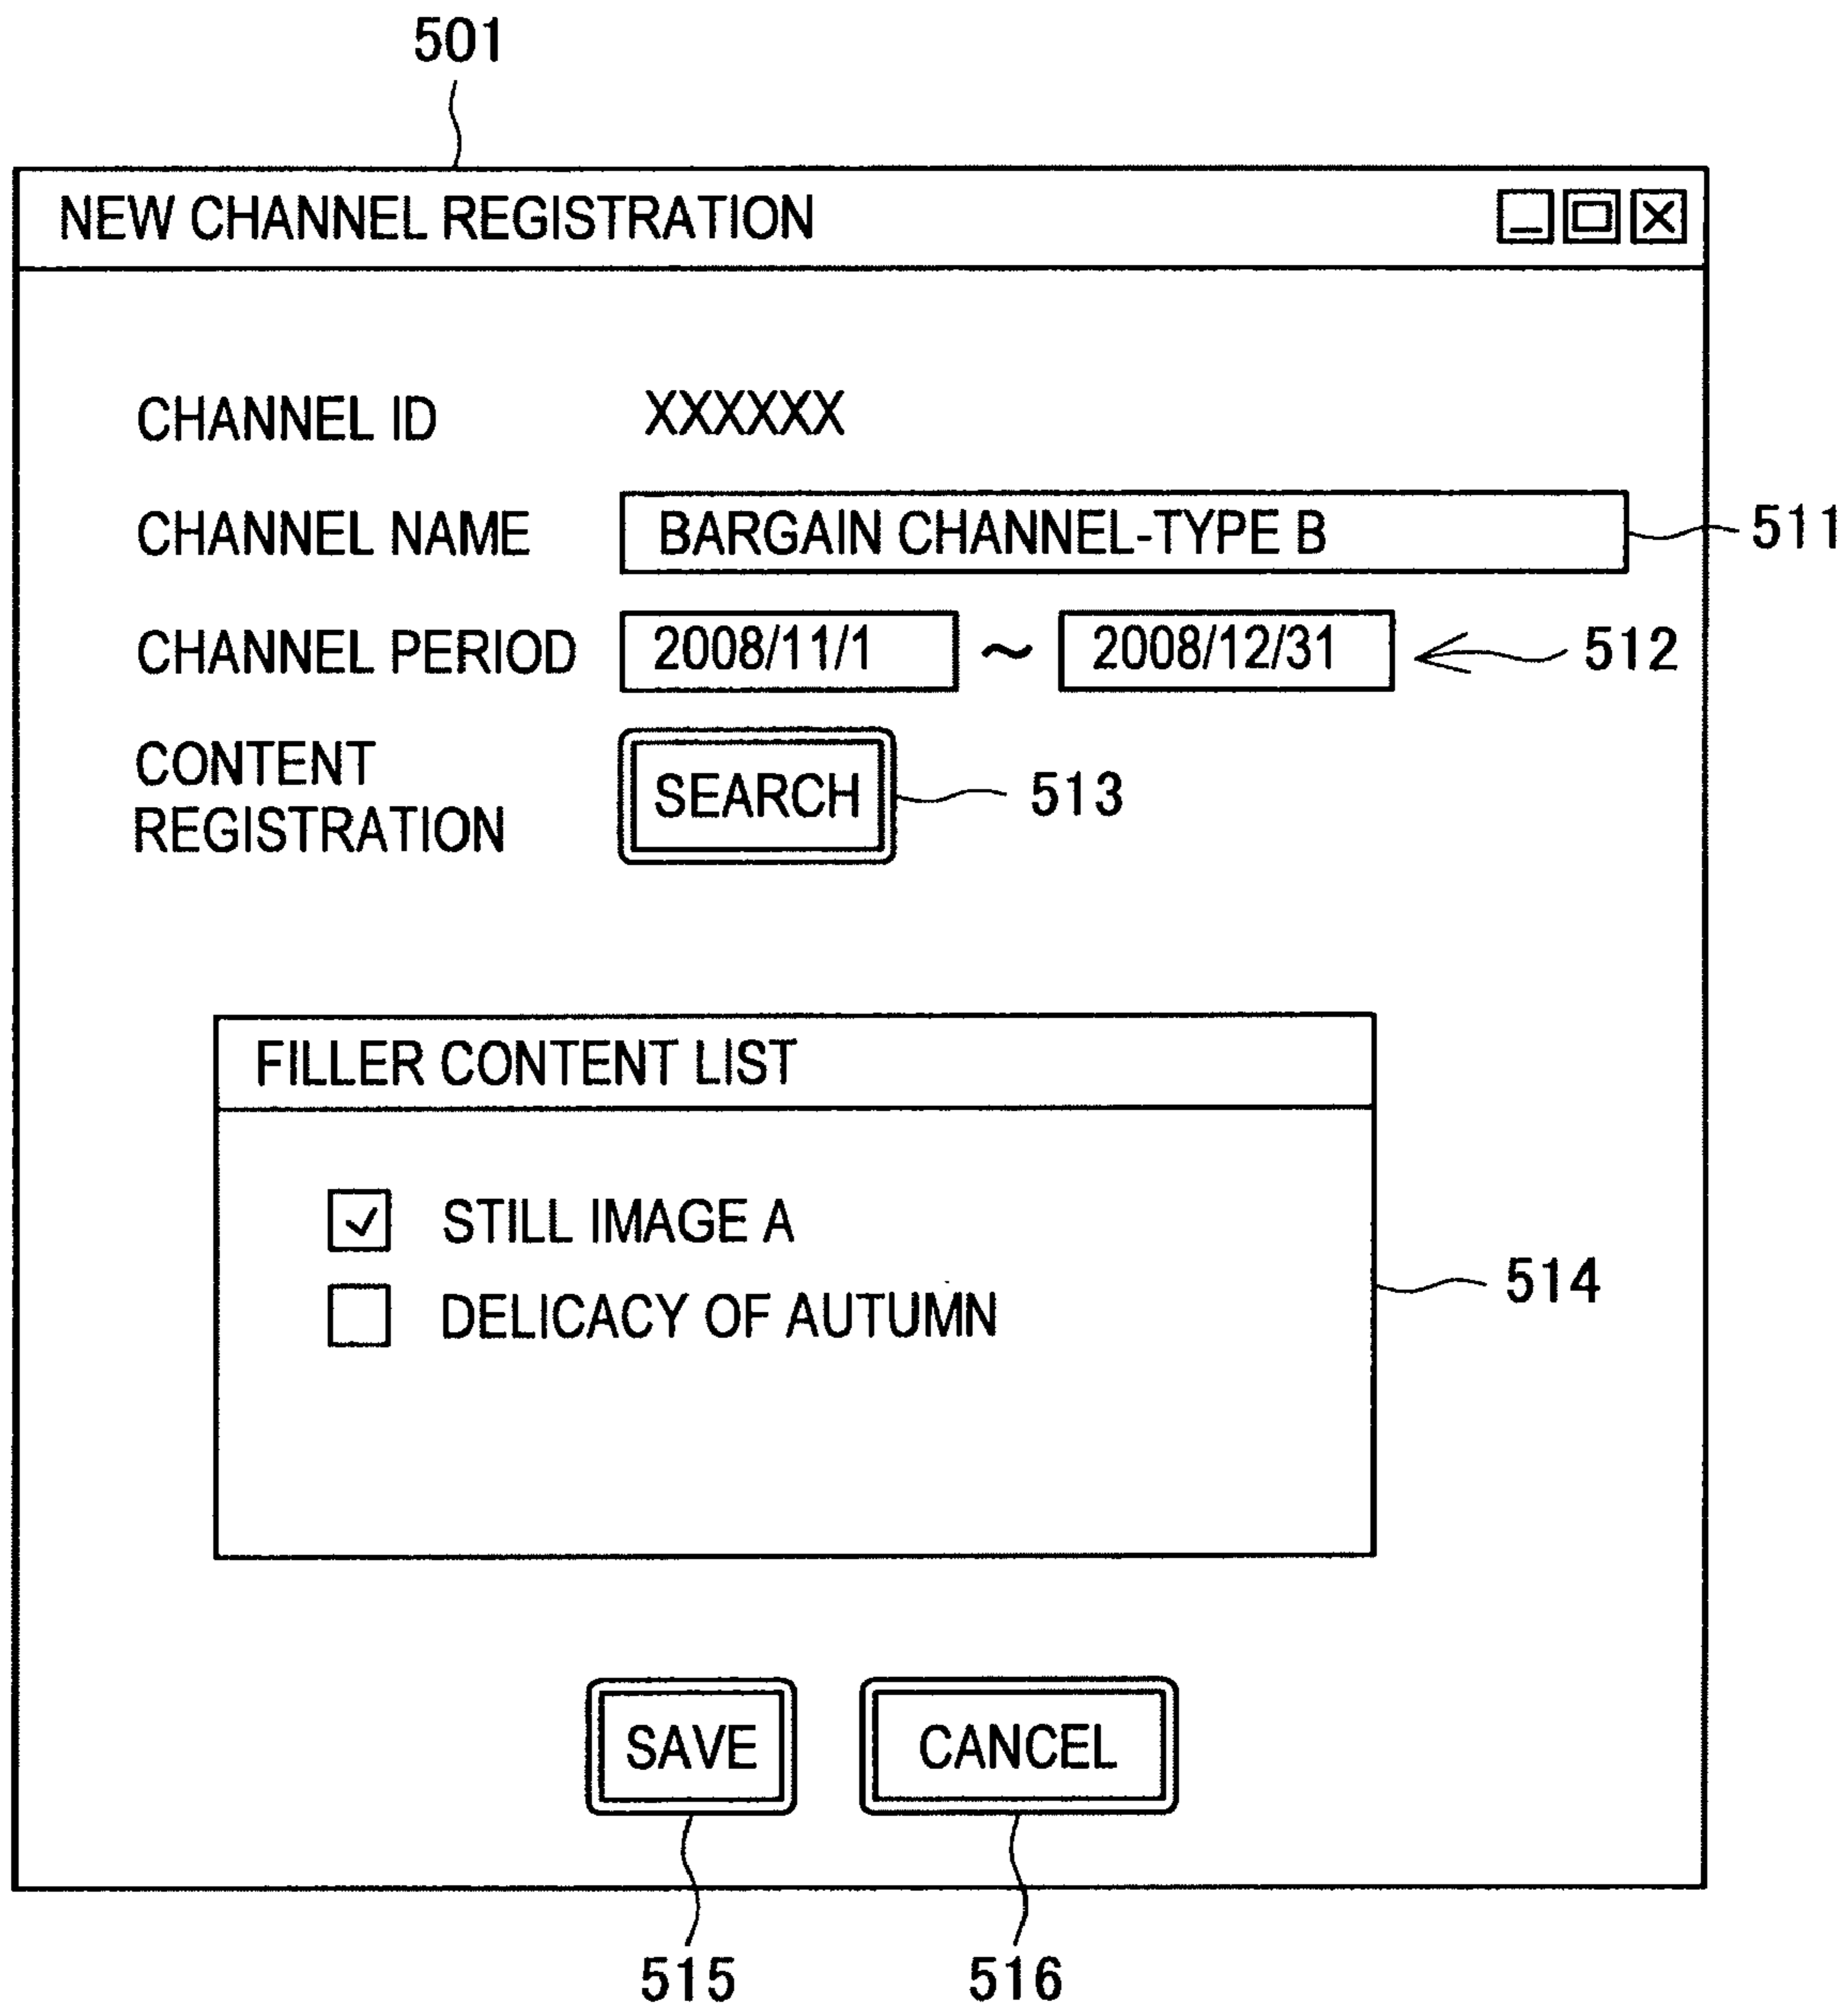 501
NEW CHANNEL REGISTRATION
CHANNEL ID XXXXXX
CHANNEL NAME BARGAIN CHANNEL-TYPE B 511
CHANNEL PERIOD 2008/11/1 ~ 2008/12/31 512
CONTENT
REGISTRATION
SEARCH 513
FILLER CONTENT LIST
STILL IMAGE A
DELICACY OF AUTUMN
514
SAVE CANCEL
515 516